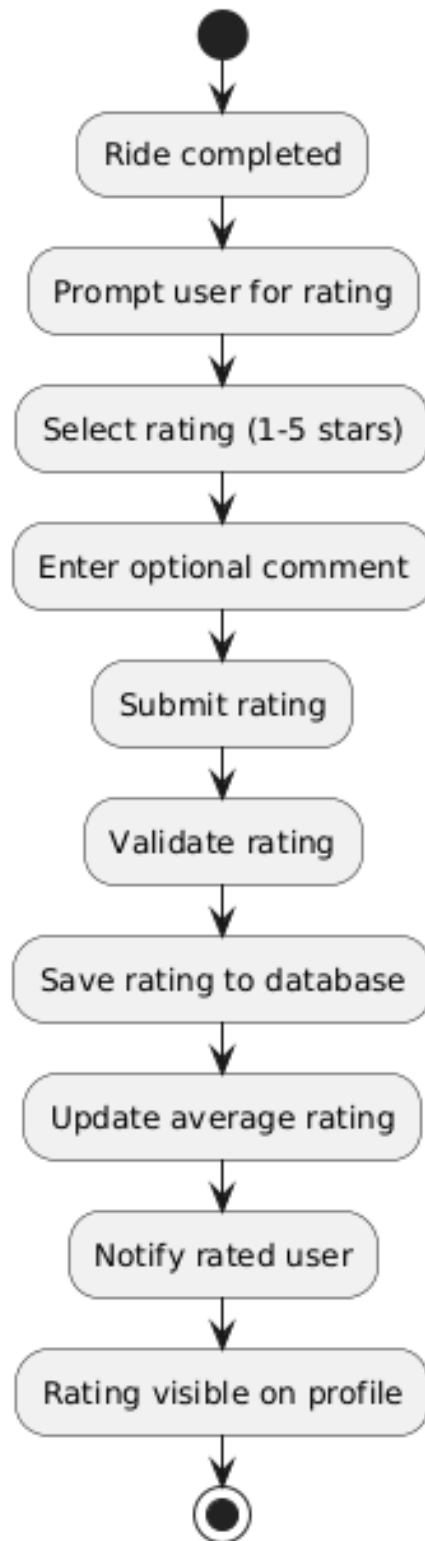 Ride completed
Prompt user for rating
Select rating (1-5 stars)
Enter optional comment
Submit rating
Validate rating
Save rating to database
Update average rating
Notify rated user
Rating visible on profile